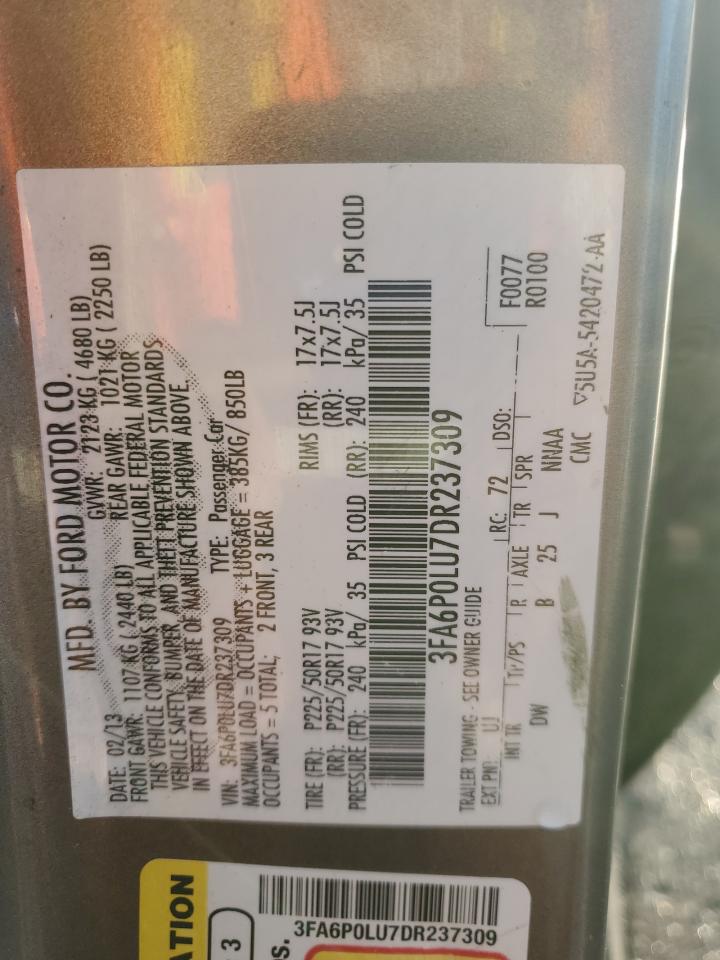 MFD. BY FORD MOTOR CO.
DATE: 02/13 GVWR: 2123 KG ( 4680 LB)
FRONT GAWR: 1107 KG ( 2440 LB) REAR GAWR: 1021 KG ( 2250 LB)
THIS VEHICLE CONFORMS TO ALL APPLICABLE FEDERAL MOTOR
VEHICLE SAFETY, BUMPER, AND THEFT PREVENTION STANDARDS
IN EFFECT ON THE DATE OF MANUFACTURE SHOWN ABOVE.
VIN: 3FA6P0LU7DR237309 TYPE: Passenger Car
MAXIMUM LOAD = OCCUPANTS + LUGGAGE = 385KG/ 850LB
OCCUPANTS = 5 TOTAL; 2 FRONT, 3 REAR
TIRE (FR): P225/50R17 93V RIMS (FR): 17x7.5J
(RR): P225/50R17 93V (RR): 17x7.5J
PRESSURE (FR): 240 kPa/ 35 PSI COLD (RR): 240 kPa/ 35 PSI COLD
3FA6P0LU7DR237309
TRAILER TOWING - SEE OWNER GUIDE
EXT PNT: UJ RC: 72 DSO: F0077
R0100
INT TR Tr/PS R AXLE TR SPR
DW B 25 J NNAA
CMC ▽5U5A-5420472-AA
ATION
3
3FA6P0LU7DR237309